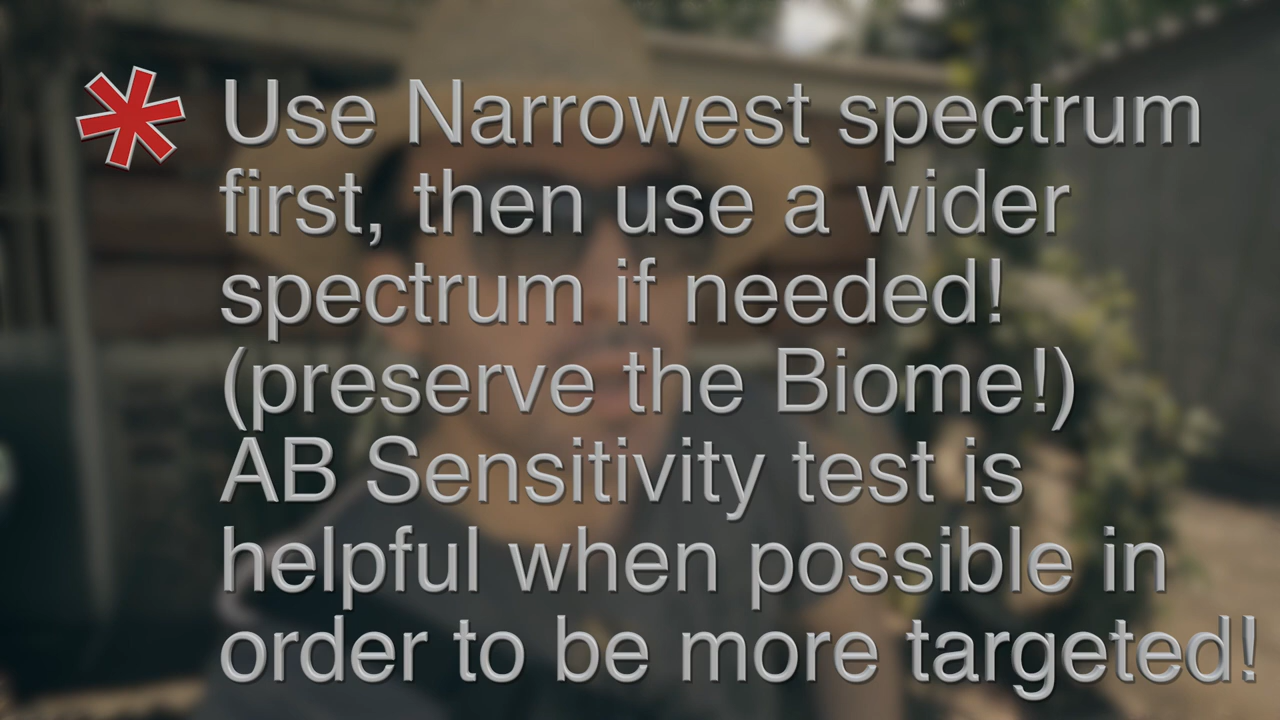 * Use Narrowest spectrum
first, then use a wider
spectrum if needed!
(preserve the Biome!)
AB Sensitivity test is
helpful when possible in
order to be more targeted!